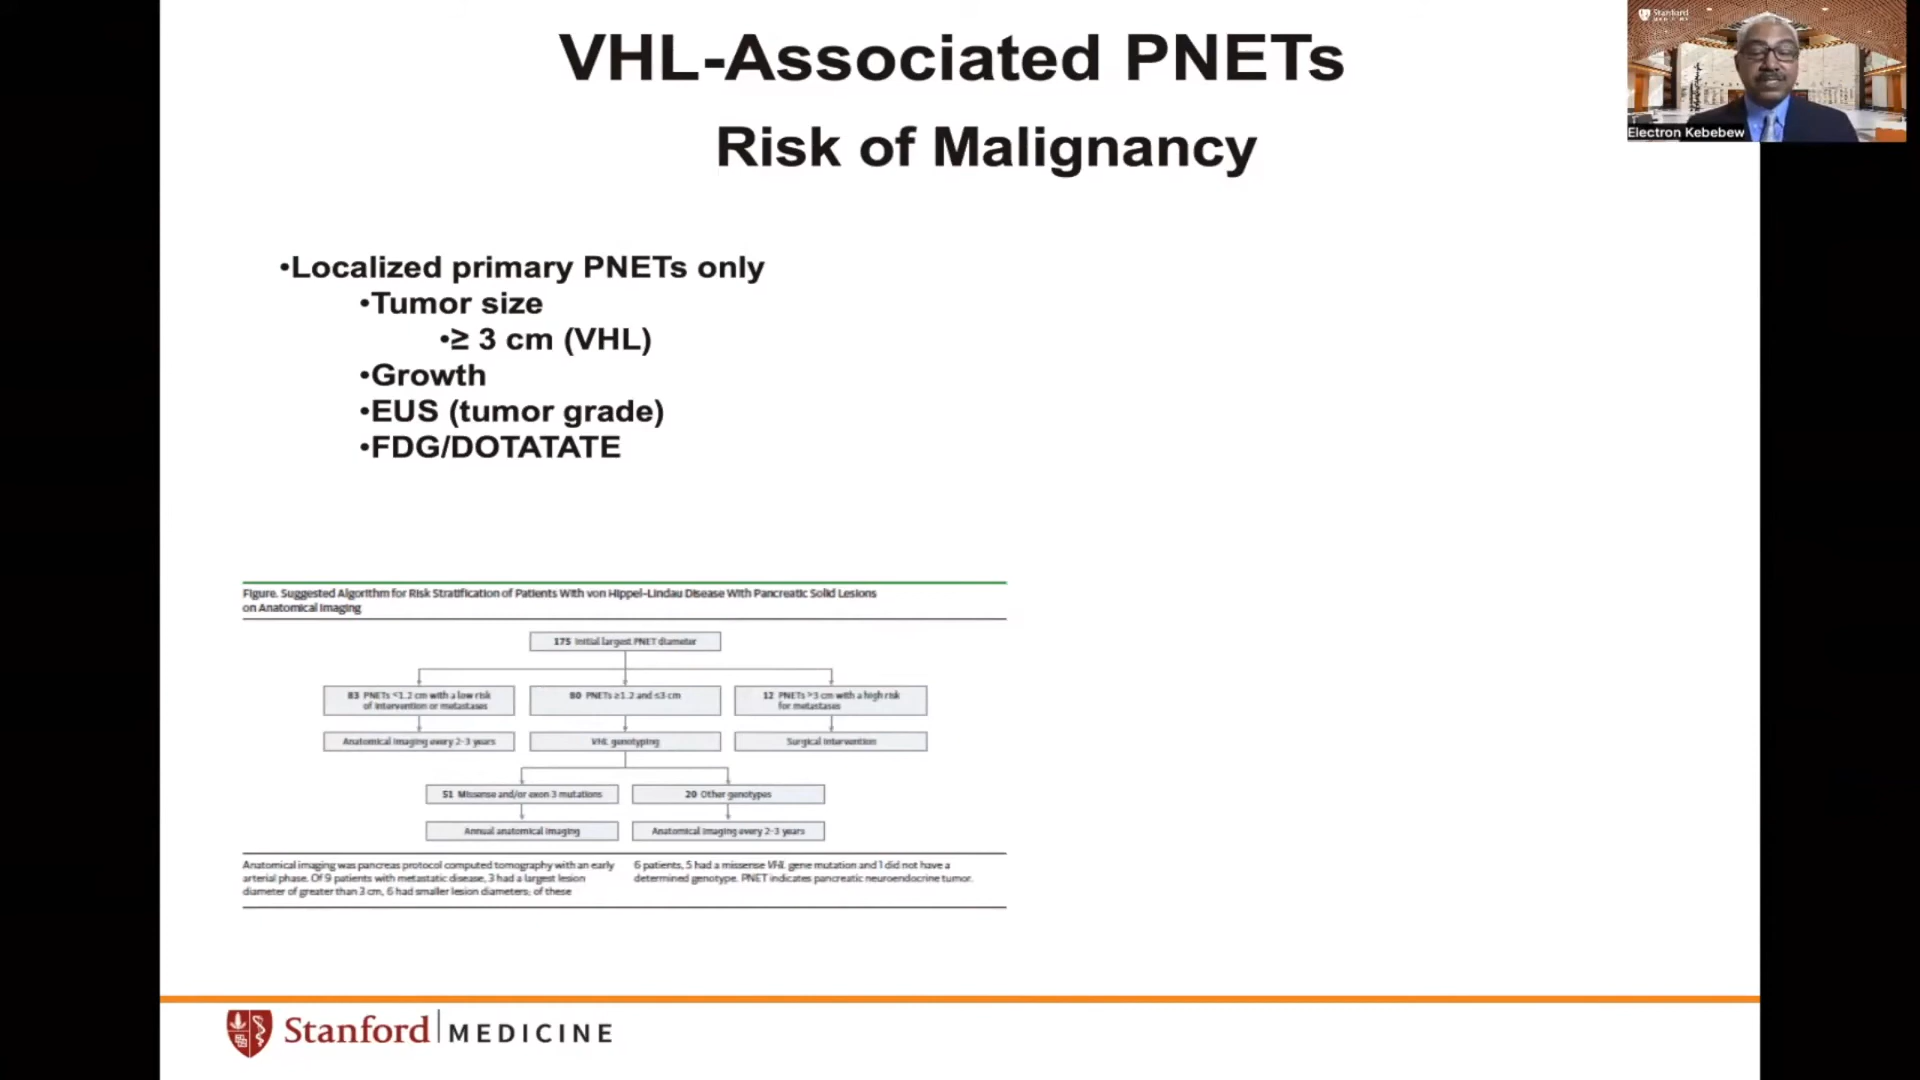 VHL-Associated PNETs
Risk of Malignancy
Stanford
MEDICINE
Electron Kebebew
•Localized primary PNETs only
•Tumor size
•≥ 3 cm (VHL)
•Growth
•EUS (tumor grade)
•FDG/DOTATATE
Figure. Suggested Algorithm for Risk Stratification of Patients With von Hippel-Lindau Disease With Pancreatic Solid Lesions
on Anatomical Imaging
175 Initial largest PNET diameter
83 PNETs <1.2 cm with a low risk
of intervention or metastases
80 PNETs ≥1.2 and ≤3 cm
12 PNETs >3 cm with a high risk
for metastases
Anatomical imaging every 2-3 years
VHL genotyping
Surgical intervention
51 Missense and/or exon 3 mutations
20 Other genotypes
Annual anatomical imaging
Anatomical imaging every 2-3 years
Anatomical imaging was pancreas protocol computed tomography with an early
arterial phase. Of 9 patients with metastatic disease, 3 had a largest lesion
diameter of greater than 3 cm, 6 had smaller lesion diameters; of these
6 patients, 5 had a missense VHL gene mutation and 1 did not have a
determined genotype. PNET indicates pancreatic neuroendocrine tumor.
Stanford MEDICINE